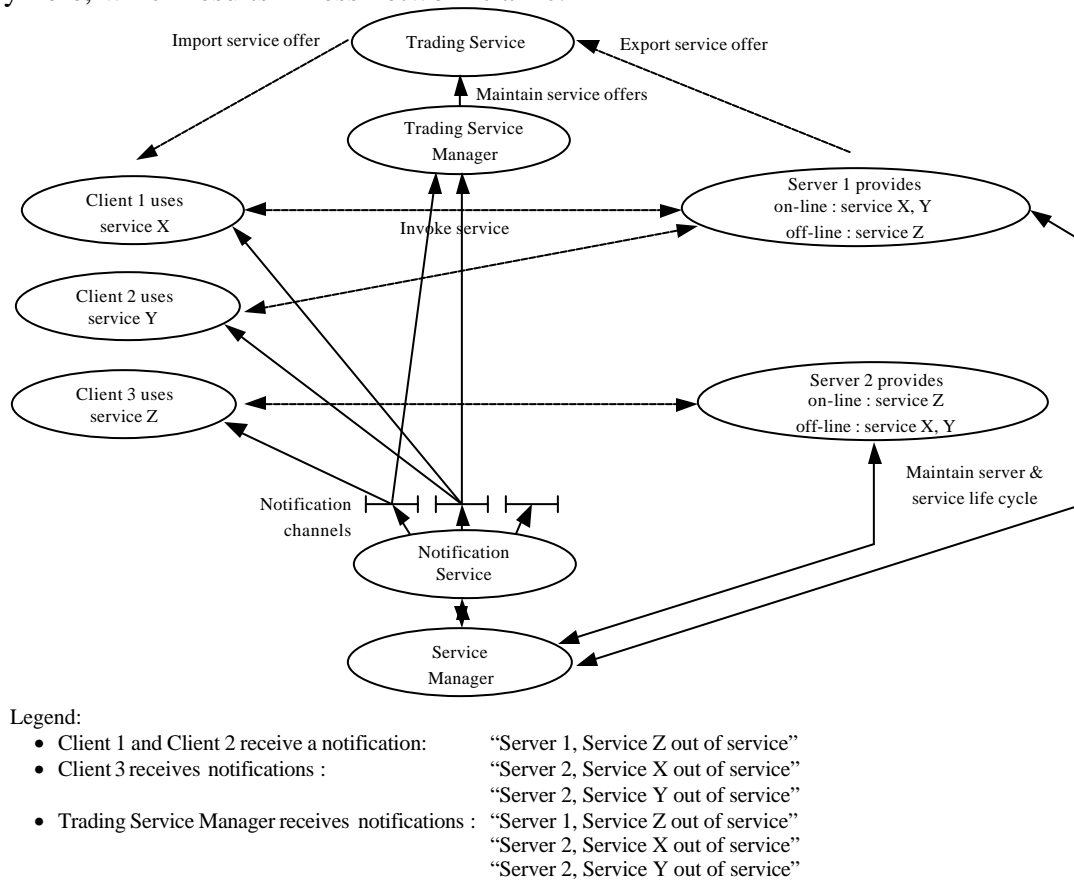 Import service offer
Trading Service
Export service offer
Maintain service offers
Trading Service
Manager
Client 1 uses
service X
Server 1 provides
on-line : service X, Y
off-line : service Z
Invoke service
Client 2 uses
service Y
Client 3 uses
service Z
Server 2 provides
on-line : service Z
off-line : service X, Y
Maintain server &
service life cycle
Notification
channels
Notification
Service
Service
Manager
Legend:
• Client 1 and Client 2 receive a notification: “Server 1, Service Z out of service”
• Client 3 receives notifications : “Server 2, Service X out of service”
“Server 2, Service Y out of service”
• Trading Service Manager receives notifications : “Server 1, Service Z out of service”
“Server 2, Service X out of service”
“Server 2, Service Y out of service”